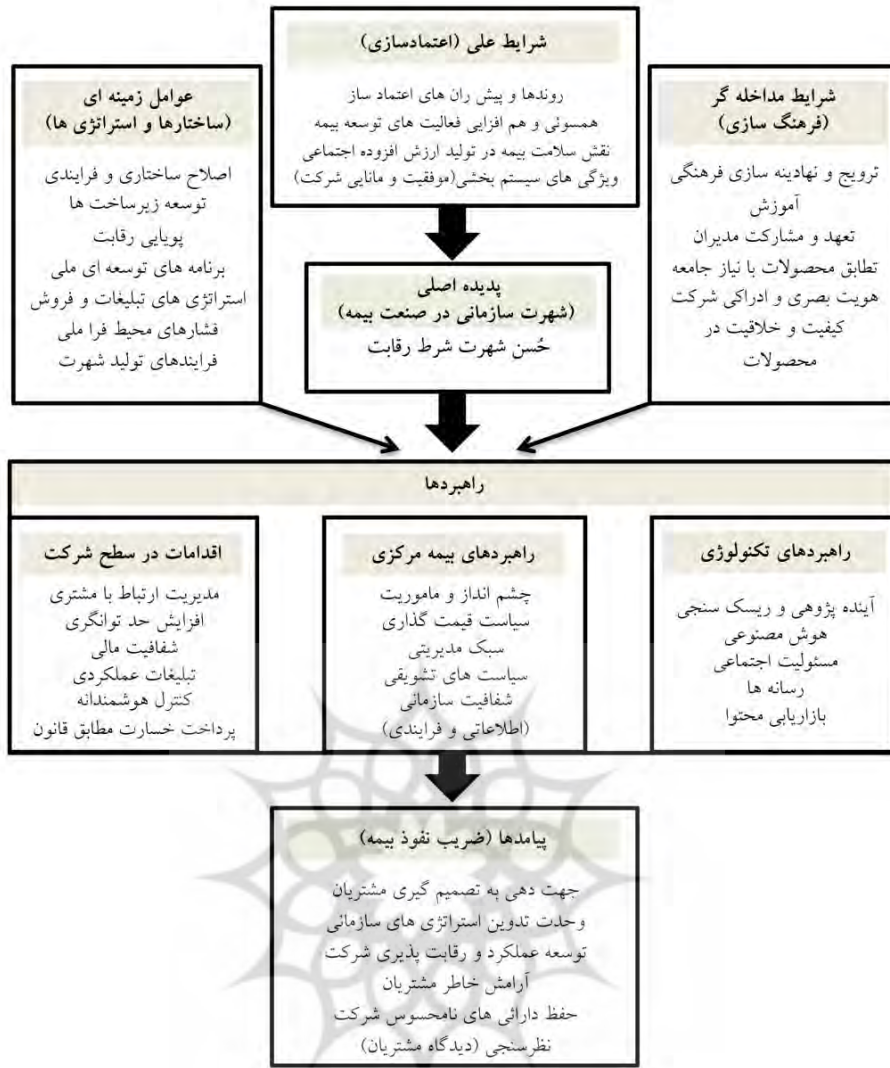 شرایط علی (اعتمادسازی)
روندها و پیش ران های اعتماد ساز
همسوئی و هم افزایی فعالیت های توسعه بیمه
نقش سلامت بیمه در تولید ارزش افزوده اجتماعی
ویژگی های سیستم بخشی(موفقیت و مانایی شرکت)
شرایط مداخله گر
(فرهنگ سازی)
ترویج و نهادینه سازی فرهنگی
آموزش
تعهد و مشارکت مدیران
تطابق محصولات با نیاز جامعه
هویت بصری و ادراکی شرکت
کیفیت و خلاقیت در
محصولات
عوامل زمینه ای
(ساختارها و استراتژی ها)
اصلاح ساختاری و فرایندی
توسعه زیرساخت ها
پویایی رقابت
برنامه های توسعه ای ملی
استراتژی های تبلیغات و فروش
فشارهای محیط فرا ملی
فرایندهای تولید شهرت
پدیده اصلی
(شهرت سازمانی در صنعت بیمه)
حُسن شهرت شرط رقابت
راهبردها
راهبردهای تکنولوژی
آینده پژوهی و ریسک سنجی
هوش مصنوعی
مسئولیت اجتماعی
رسانه ها
بازاریابی محتوا
راهبردهای بیمه مرکزی
چشم انداز و ماموریت
سیاست قیمت گذاری
سبک مدیریتی
سیاست های تشویقی
شفافیت سازمانی
(اطلاعاتی و فرایندی)
اقدامات در سطح شرکت
مدیریت ارتباط با مشتری
افزایش حد توانگری
شفافیت مالی
تبلیغات عملکردی
کنترل هوشمندانه
پرداخت خسارت مطابق قانون
پیامدها (ضریب نفوذ بیمه)
جهت دهی به تصمیم گیری مشتریان
وحدت تدوین استراتژی های سازمانی
توسعه عملکرد و رقابت پذیری شرکت
آرامش خاطر مشتریان
حفظ دارائی های نامحسوس شرکت
نظرسنجی (دیدگاه مشتریان)